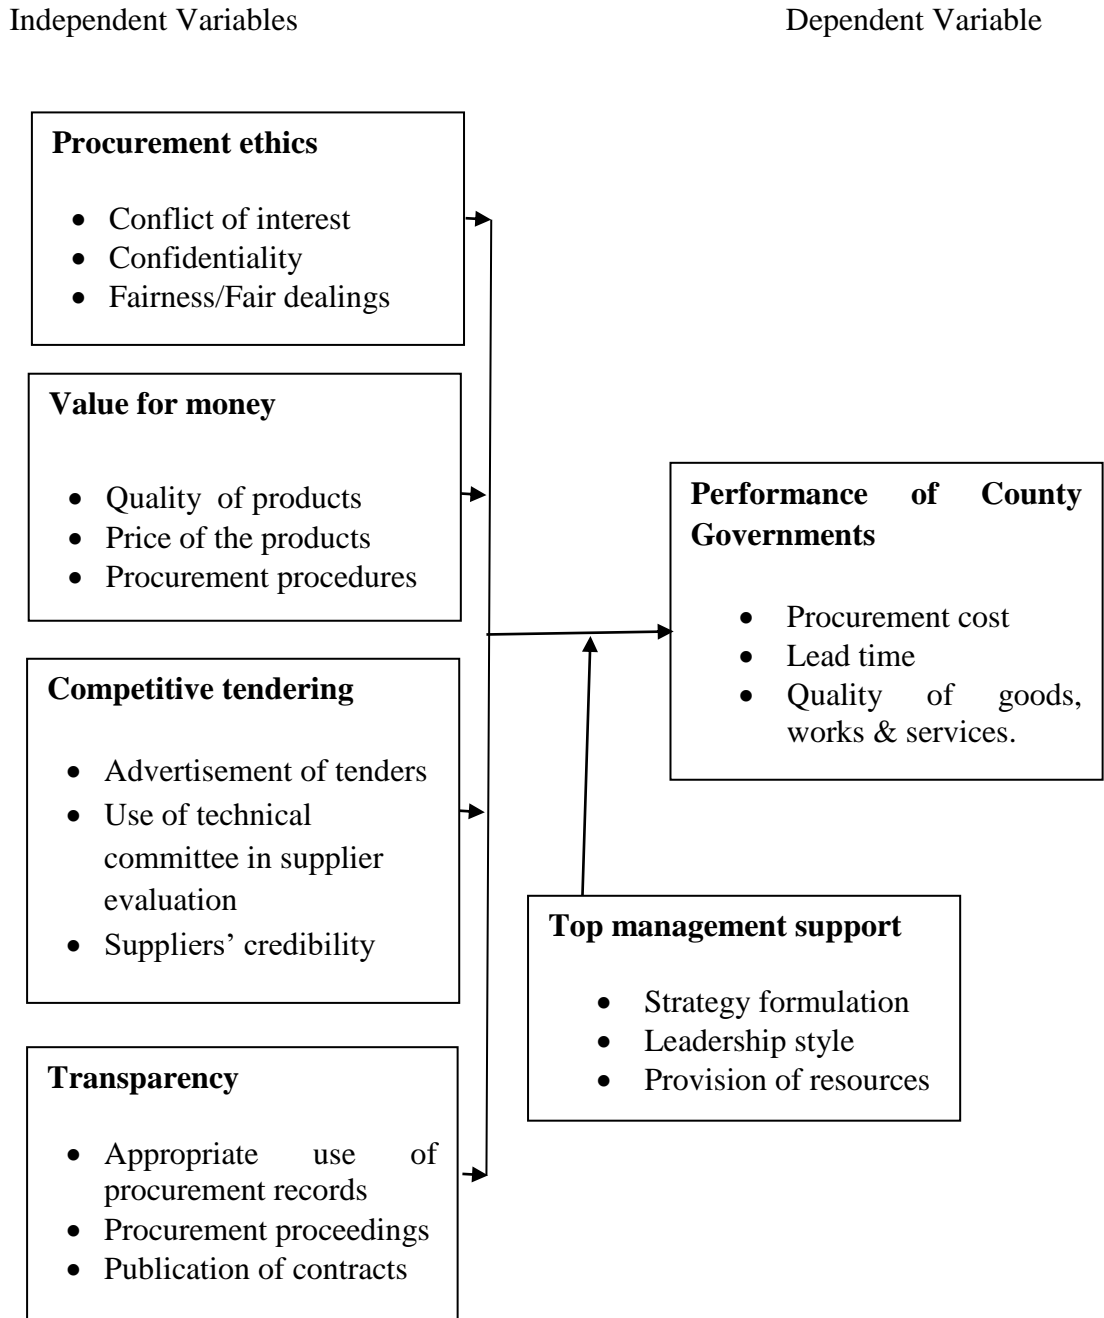 Independent Variables
Dependent Variable
Procurement ethics
• Conflict of interest
• Confidentiality
• Fairness/Fair dealings
Value for money
• Quality of products
• Price of the products
• Procurement procedures
Competitive tendering
• Advertisement of tenders
• Use of technical
committee in supplier
evaluation
• Suppliers’ credibility
Transparency
• Appropriate use of
procurement records
• Procurement proceedings
• Publication of contracts
Performance of County
Governments
• Procurement cost
• Lead time
• Quality of goods,
works & services.
Top management support
• Strategy formulation
• Leadership style
• Provision of resources